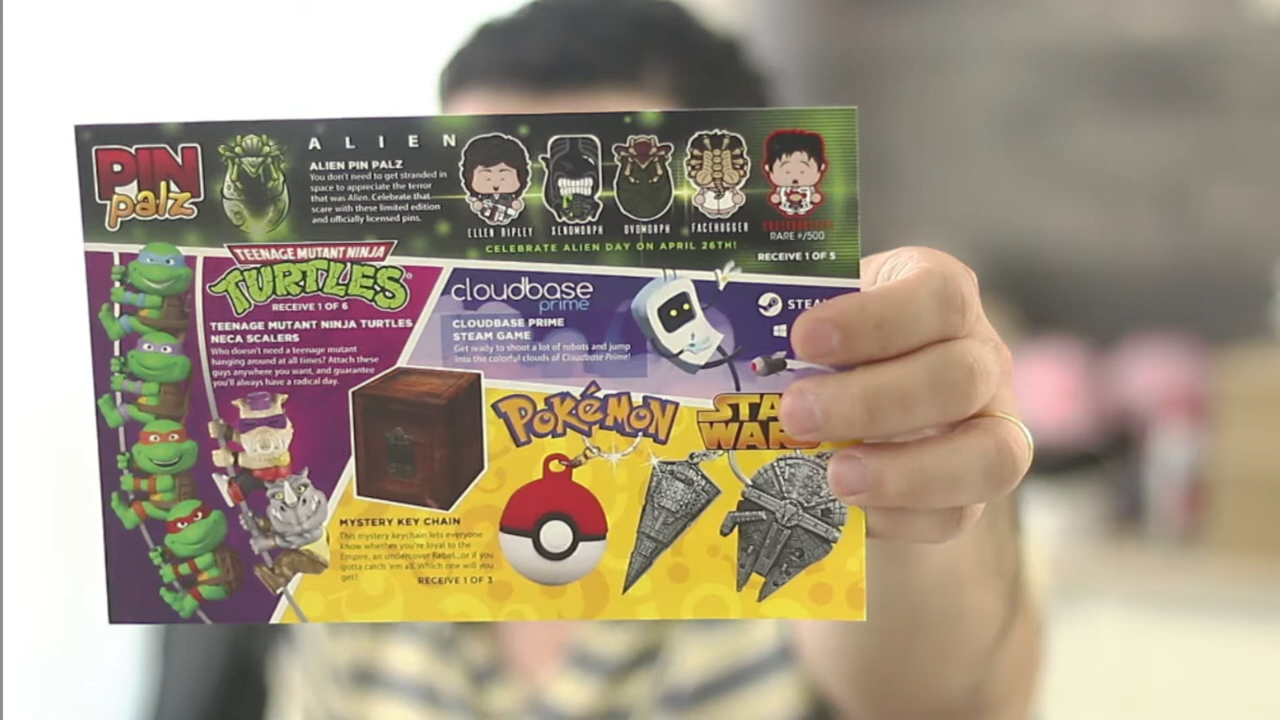 PIN
palz
ALIEN
ALIEN PIN PALZ
You don't need to get stranded in
space to appreciate the terror
that was Alien. Celebrate that
scare with these limited edition
and officially licensed pins.
ELLEN RIPLEY
XENOMORPH
OVOMORPH
FACEHUGGER
RARE #/500
CELEBRATE ALIEN DAY ON APRIL 26TH!
RECEIVE 1 OF 5
TEENAGE MUTANT NINJA
TURTLES
RECEIVE 1 OF 6
TEENAGE MUTANT NINJA TURTLES
NECA SCALERS
Who doesn't need a teenage mutant
hanging around at all times? Attach these
guys anywhere you want, and guarantee
you'll always have a radical day.
cloudbase
prime
CLOUDBASE PRIME
STEAM GAME
Get ready to shoot a lot of robots and jump
into the colorful clouds of Cloudbase Prime!
STEA
POKéMON
STA
WARS
MYSTERY KEY CHAIN
This mystery keychain lets everyone
know whether you're loyal to the
Empire, an undercover Rebel...or if you
gotta catch 'em all. Which one will you
get?
RECEIVE 1 OF 3